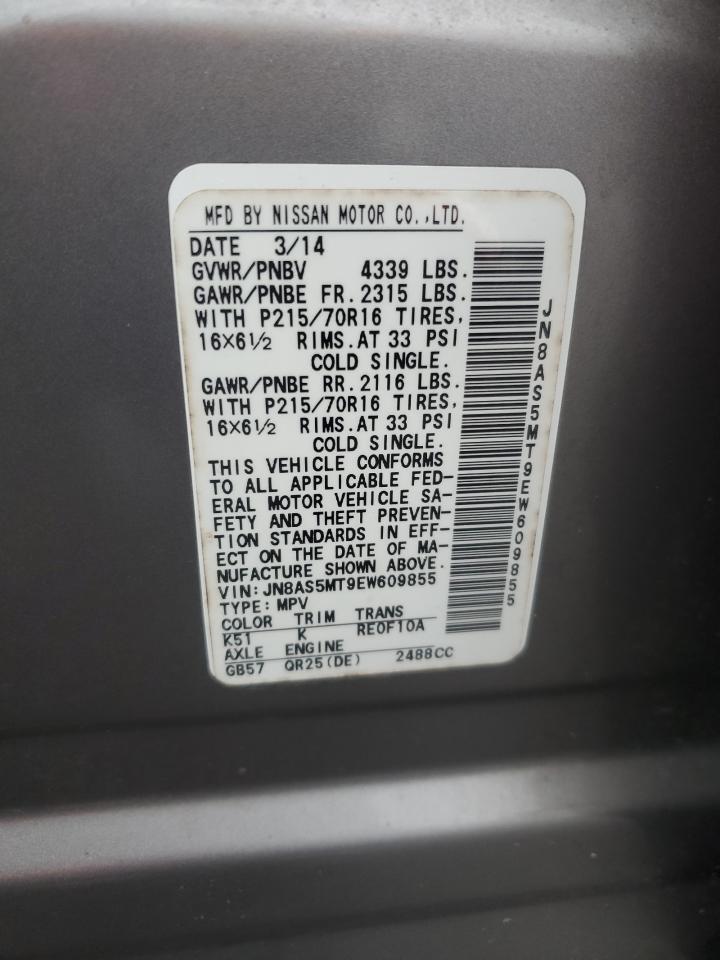 MFD BY NISSAN MOTOR CO.,LTD.
DATE 3/14
GVWR/PNBV 4339 LBS.
GAWR/PNBE FR. 2315 LBS.
WITH P215/70R16 TIRES,
16×6½ RIMS. AT 33 PSI
COLD SINGLE.
GAWR/PNBE RR. 2116 LBS.
WITH P215/70R16 TIRES,
16×6½ RIMS. AT 33 PSI
COLD SINGLE.
THIS VEHICLE CONFORMS
TO ALL APPLICABLE FED-
ERAL MOTOR VEHICLE SA-
FETY AND THEFT PREVEN-
TION STANDARDS IN EFF-
ECT ON THE DATE OF MA-
NUFACTURE SHOWN ABOVE.
VIN: JN8AS5MT9EW609855
TYPE: MPV
COLOR TRIM TRANS
K51 K RE0F10A
AXLE ENGINE
GB57 QR25(DE) 2488CC
JN8AS5MT9EW609855